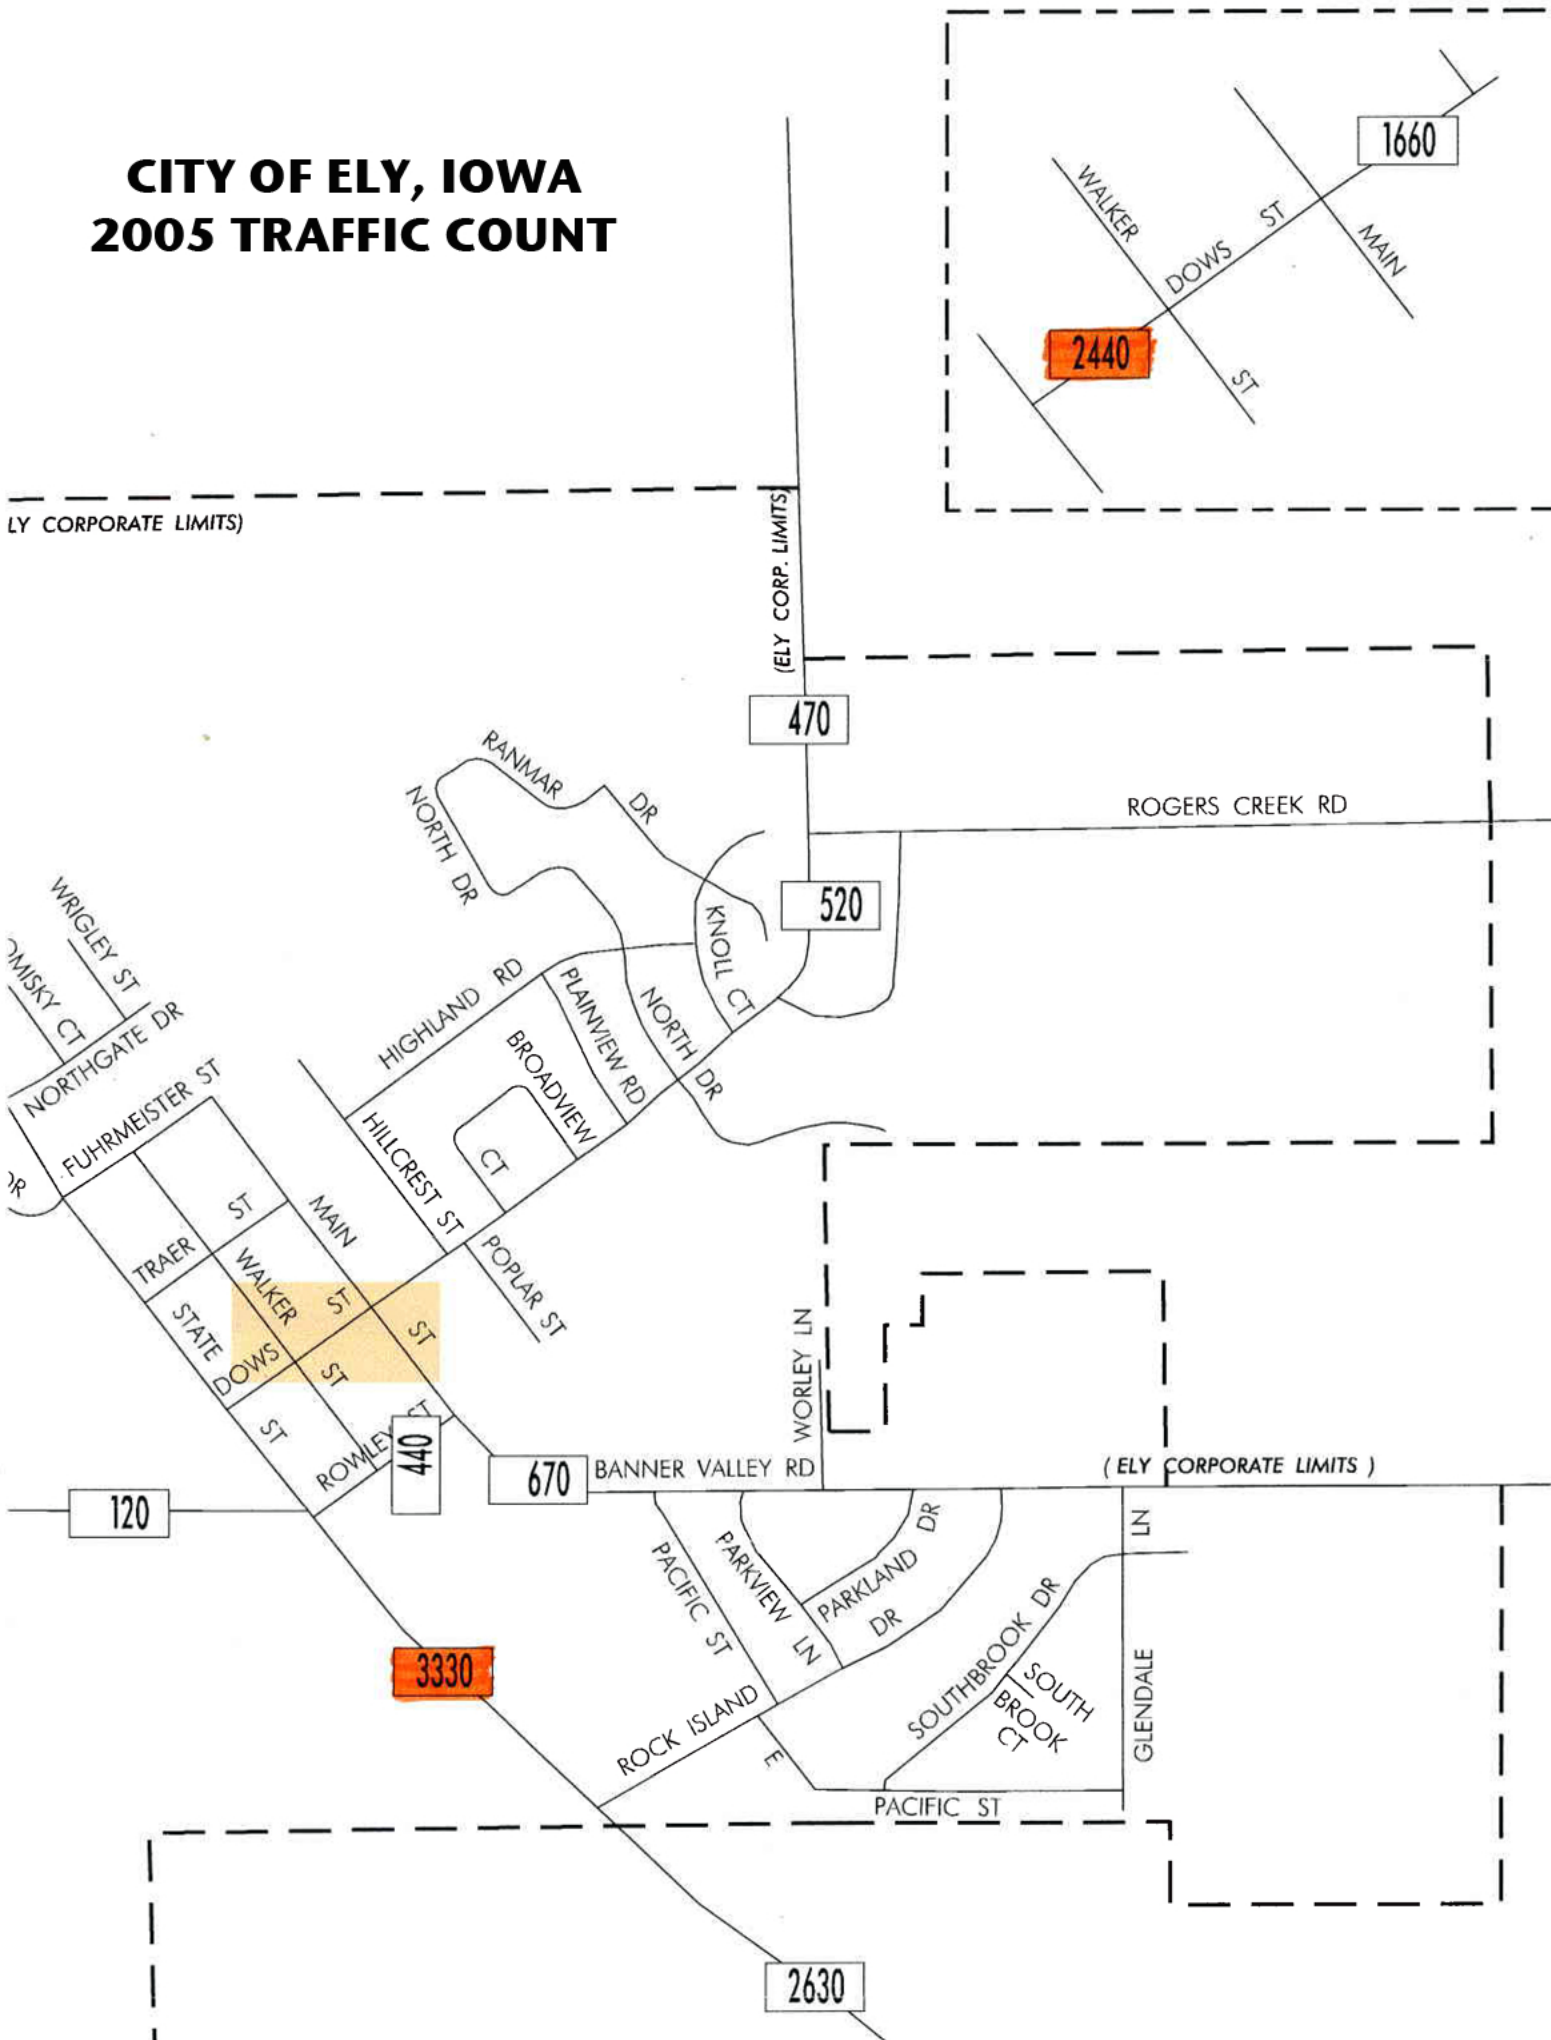 CITY OF ELY, IOWA
2005 TRAFFIC COUNT
1660
WALKER
ST
DOWS
ST
MAIN
2440
LY CORPORATE LIMITS)
(ELY CORP. LIMITS)
470
RANMAR
DR
NORTH DR
ROGERS CREEK RD
520
WRIGLEY ST
OMISKY CT
NORTHGATE DR
FUHRMEISTER ST
HIGHLAND RD
PLAINVIEW RD
KNOLL CT
NORTH DR
BROADVIEW
CT
HILLCREST ST
POPLAR ST
DR
TRAER ST
MAIN
ST
WALKER
ST
STATE
ST
DOWS
ST
ROWLEY ST
440
670
BANNER VALLEY RD
WORLEY LN
( ELY CORPORATE LIMITS )
120
PACIFIC ST
PARKVIEW LN
PARKLAND
DR
DR
SOUTHBROOK DR
SOUTH
BROOK
CT
GLENDALE
LN
3330
ROCK ISLAND
E
PACIFIC ST
2630